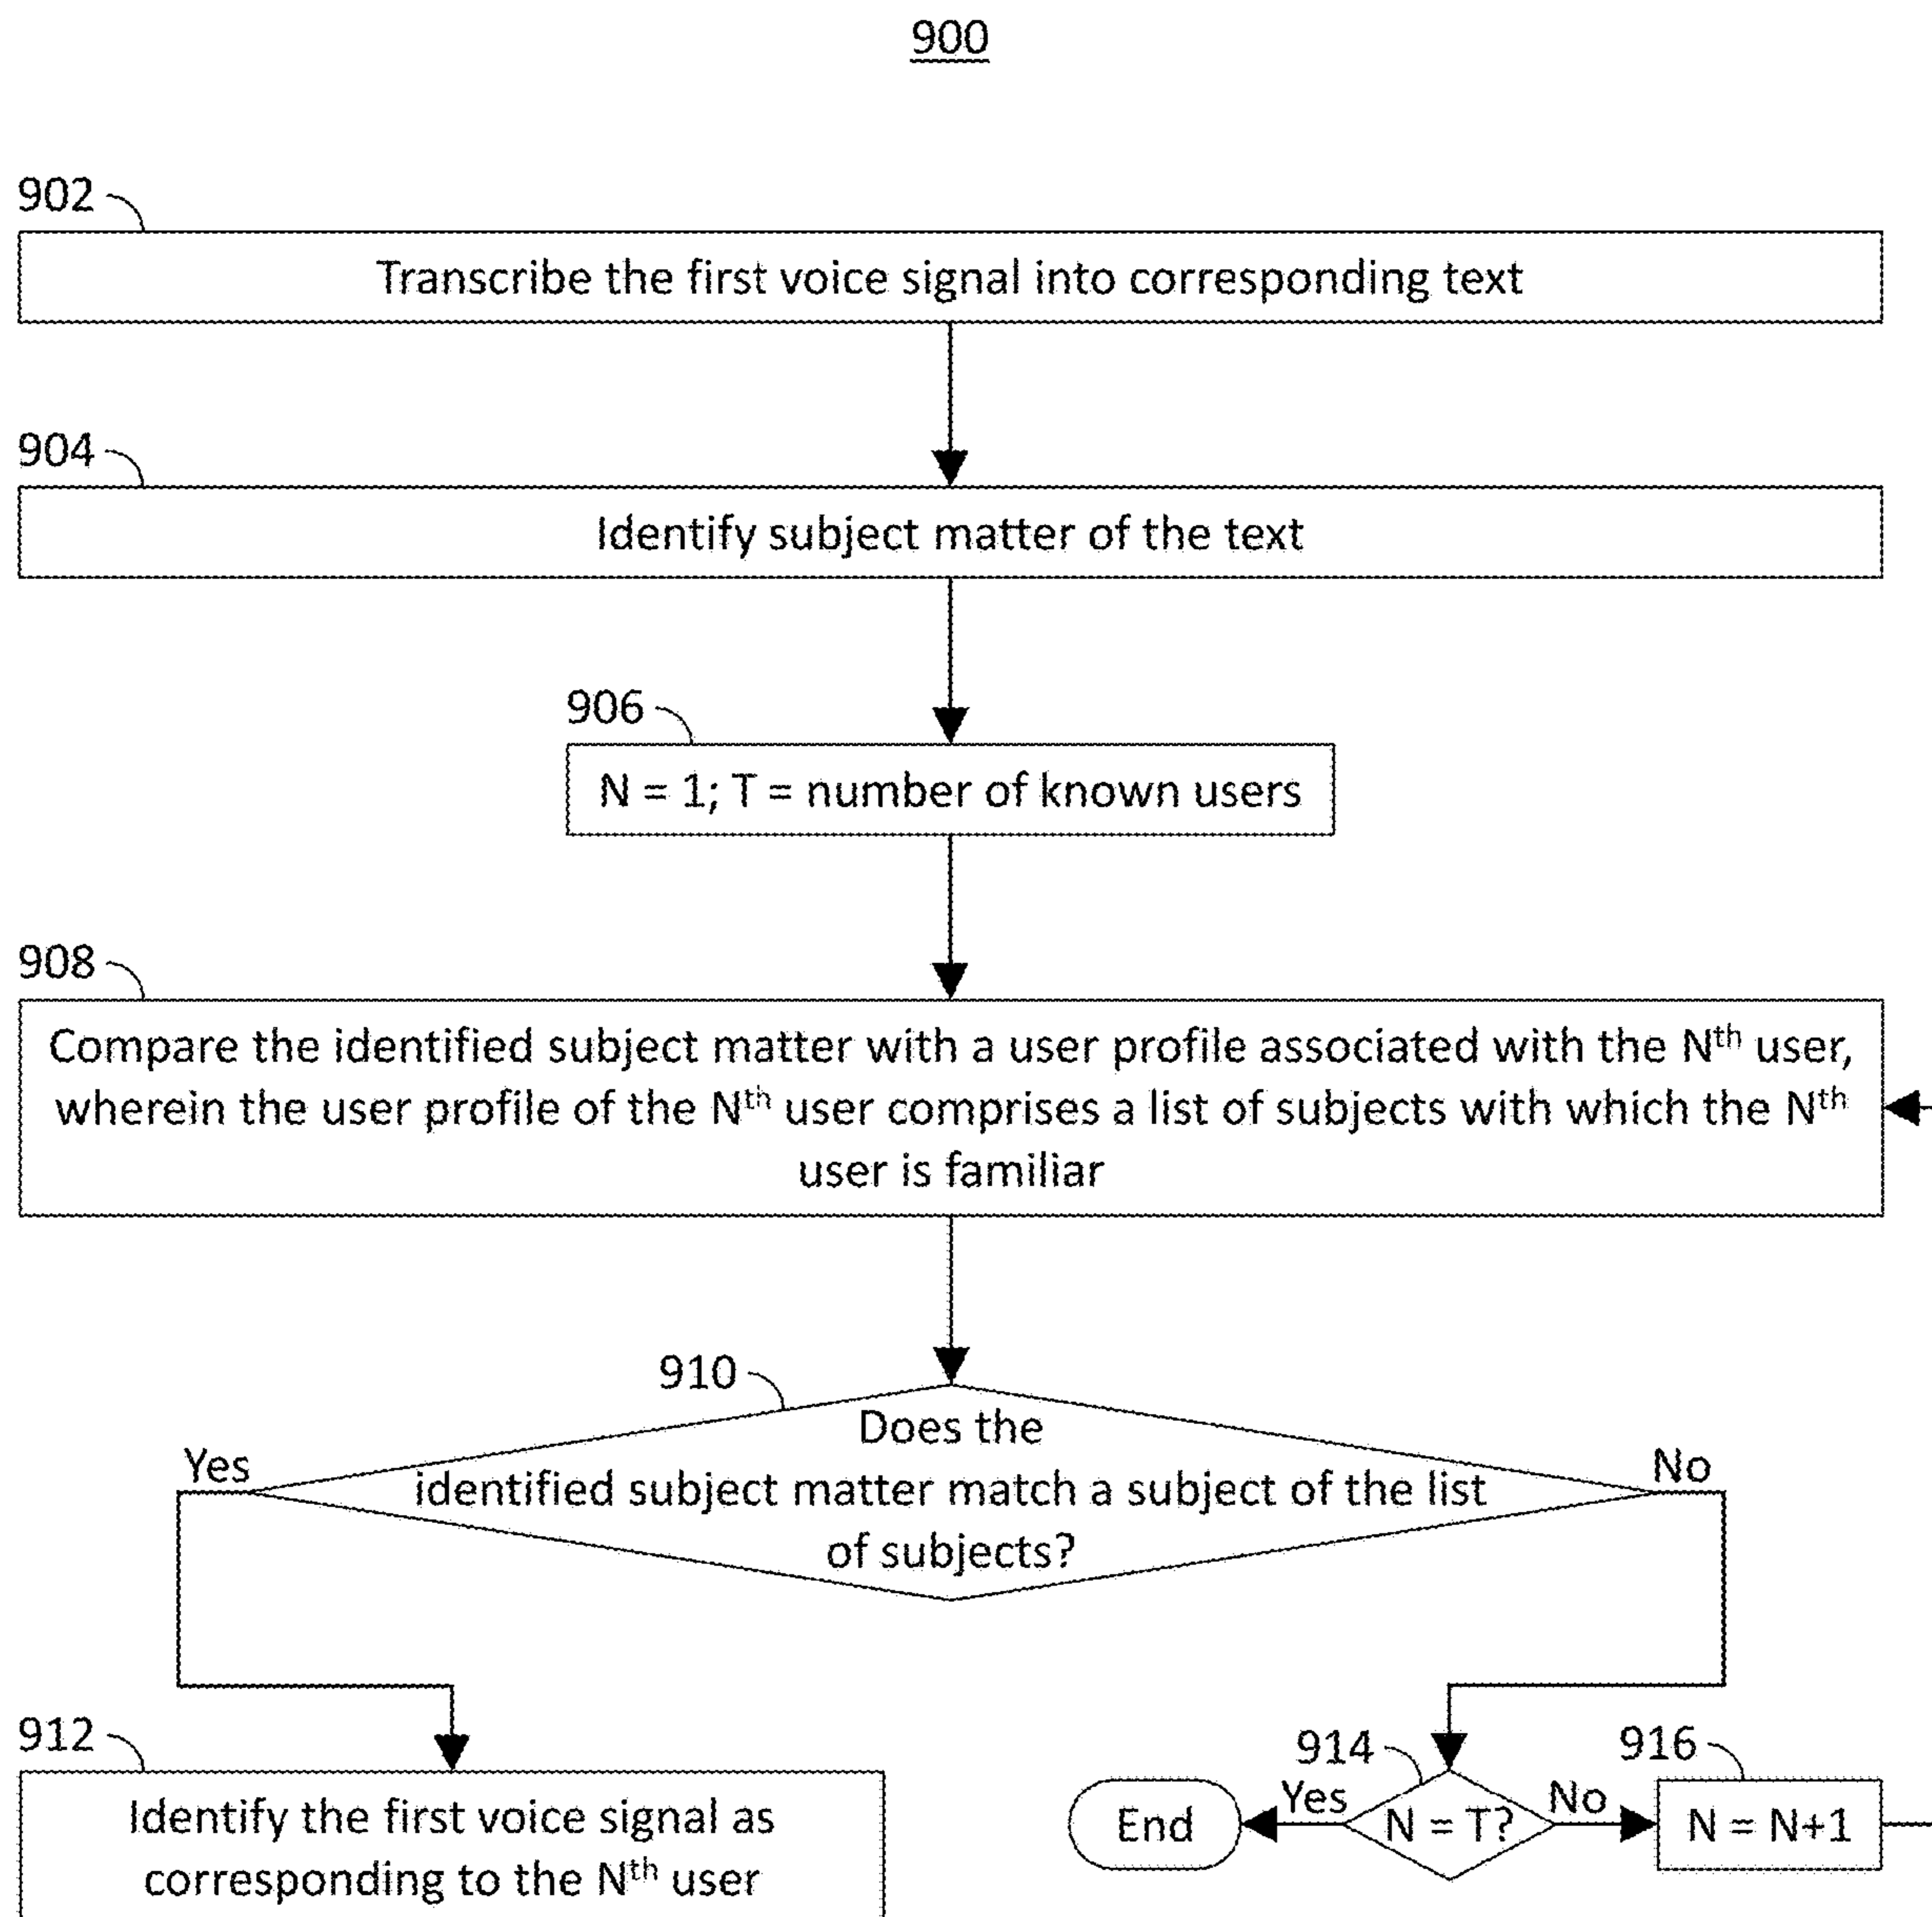 900
902
Transcribe the first voice signal into corresponding text
904
Identify subject matter of the text
906
N = 1; T = number of known users
908
Compare the identified subject matter with a user profile associated with the Nth user,
wherein the user profile of the Nth user comprises a list of subjects with which the Nth
user is familiar
910
Does the
Yes
No
identified subject matter match a subject of the list
of subjects?
912
Identify the first voice signal as
corresponding to the Nth user
914
916
End
Yes
N = T?
No
N = N+1